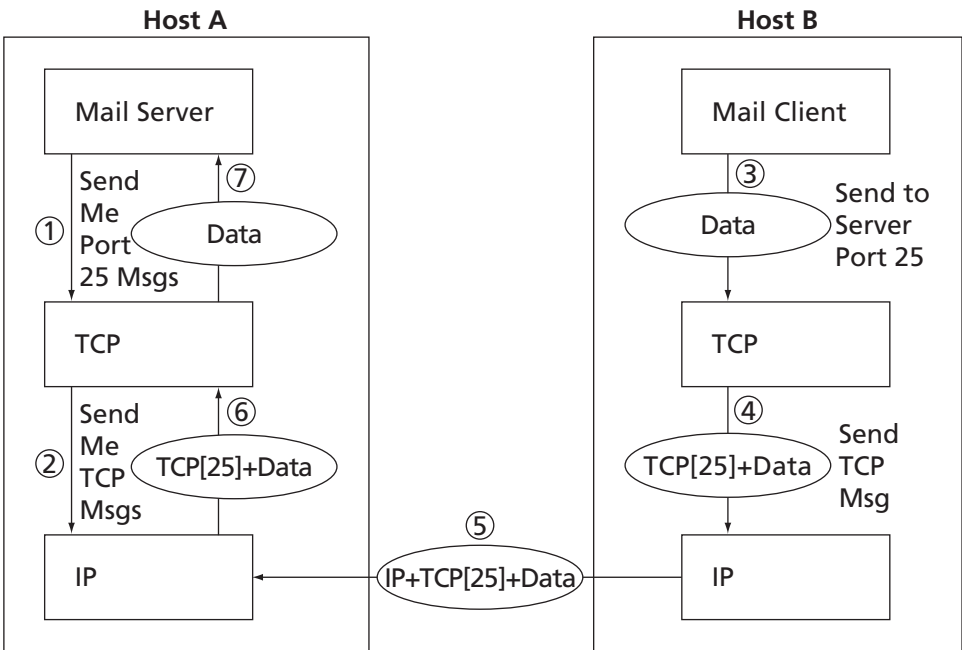 Host A
Host B
Mail Server
Mail Client
①
Send
Me
Port
25 Msgs
⑦
Data
③
Data
Send to
Server
Port 25
TCP
TCP
②
Send
Me
TCP
Msgs
⑥
TCP[25]+Data
④
TCP[25]+Data
Send
TCP
Msg
⑤
IP+TCP[25]+Data
IP
IP